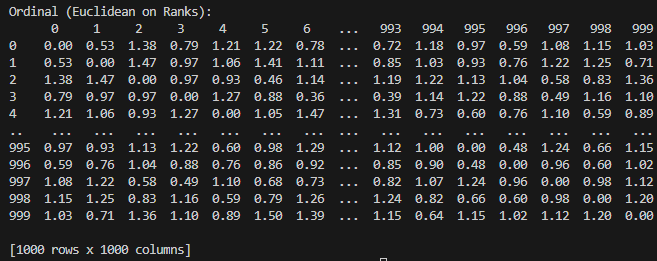 Ordinal (Euclidean on Ranks):
0 1 2 3 4 5 6 ... 993 994 995 996 997 998 999
0 0.00 0.53 1.38 0.79 1.21 1.22 0.78 ... 0.72 1.18 0.97 0.59 1.08 1.15 1.03
1 0.53 0.00 1.47 0.97 1.06 1.41 1.11 ... 0.85 1.03 0.93 0.76 1.22 1.25 0.71
2 1.38 1.47 0.00 0.97 0.93 0.46 1.14 ... 1.19 1.22 1.13 1.04 0.58 0.83 1.36
3 0.79 0.97 0.97 0.00 1.27 0.88 0.36 ... 0.39 1.14 1.22 0.88 0.49 1.16 1.10
4 1.21 1.06 0.93 1.27 0.00 1.05 1.47 ... 1.31 0.73 0.60 0.76 1.10 0.59 0.89
.. ... ... ... ... ... ... ... ... ... ... ... ... ... ... ...
995 0.97 0.93 1.13 1.22 0.60 0.98 1.29 ... 1.12 1.00 0.00 0.48 1.24 0.66 1.15
996 0.59 0.76 1.04 0.88 0.76 0.86 0.92 ... 0.85 0.90 0.48 0.00 0.96 0.60 1.02
997 1.08 1.22 0.58 0.49 1.10 0.68 0.73 ... 0.82 1.07 1.24 0.96 0.00 0.98 1.12
998 1.15 1.25 0.83 1.16 0.59 0.79 1.26 ... 1.24 0.82 0.66 0.60 0.98 0.00 1.20
999 1.03 0.71 1.36 1.10 0.89 1.50 1.39 ... 1.15 0.64 1.15 1.02 1.12 1.20 0.00
[1000 rows x 1000 columns]